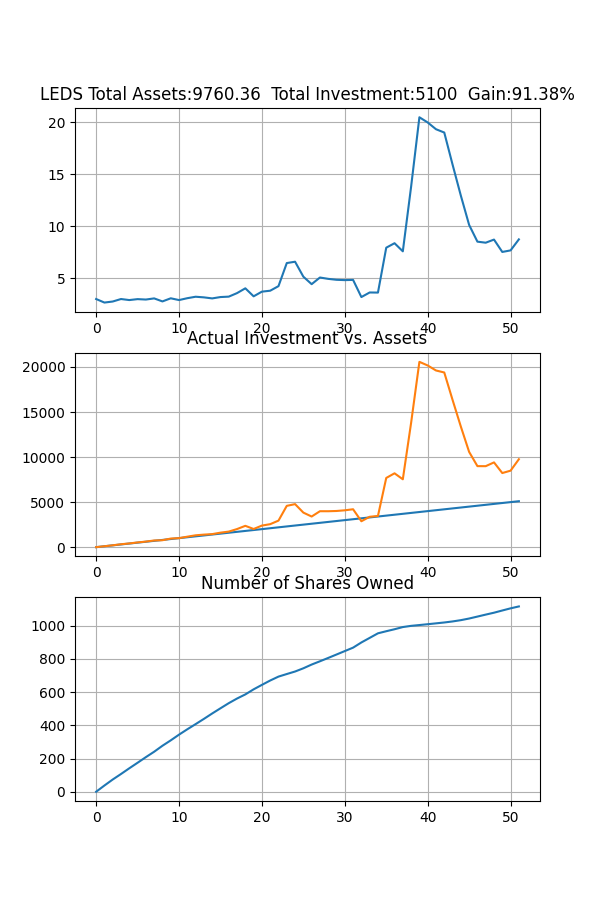 LEDS Total Assets:9760.36 Total Investment:5100 Gain:91.38%
20
15
10
5
0 10 20 30 40 50
Actual Investment vs. Assets
20000
15000
10000
5000
0
0 10 20 30 40 50
Number of Shares Owned
1000
800
600
400
200
0
0 10 20 30 40 50